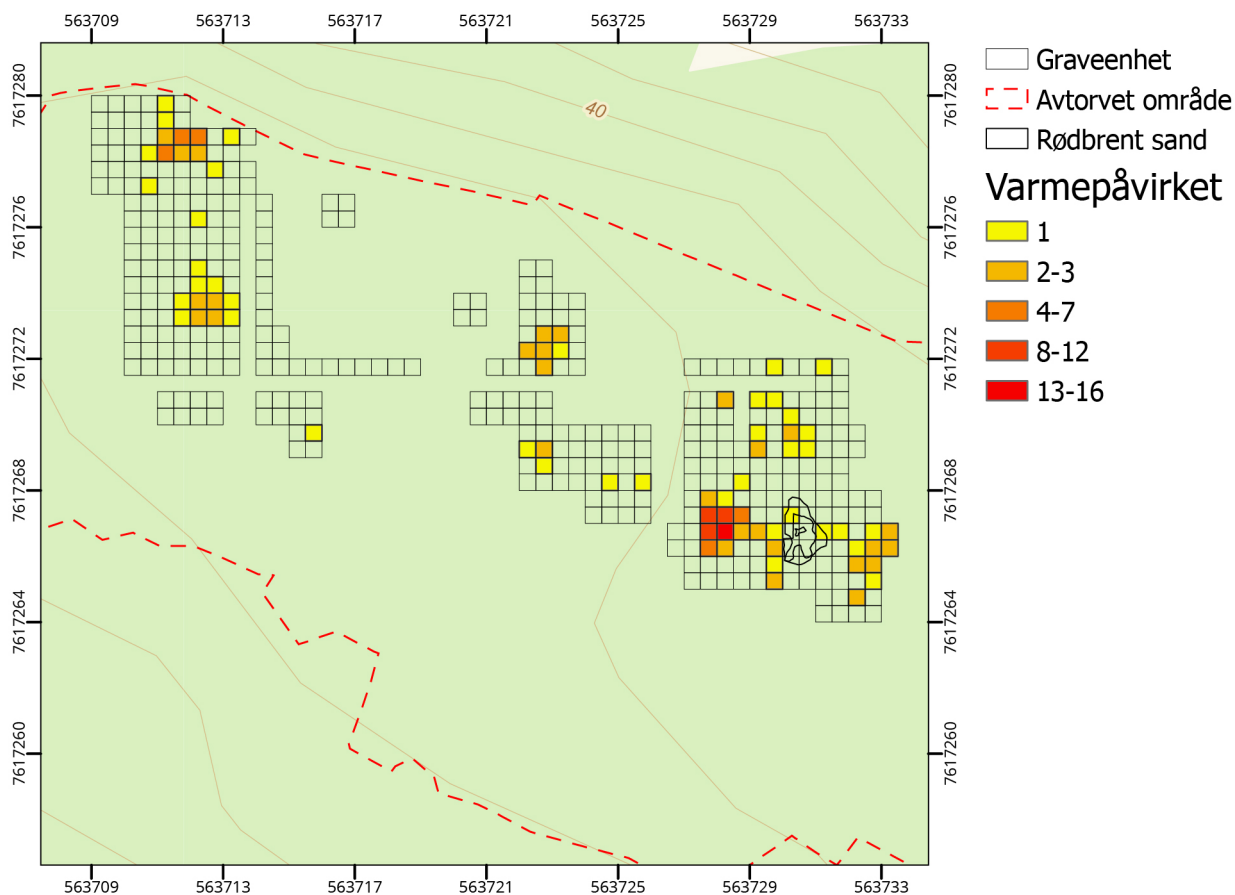 563709 563713 563717 563721 563725 563729 563733
Graveenhet
Avtorvet område
Rødbrent sand
Varmepåvirket
1
2-3
4-7
8-12
13-16
40
7617280 7617280
7617276 7617276
7617272 7617272
7617268 7617268
7617264 7617264
7617260 7617260
563709 563713 563717 563721 563725 563729 563733